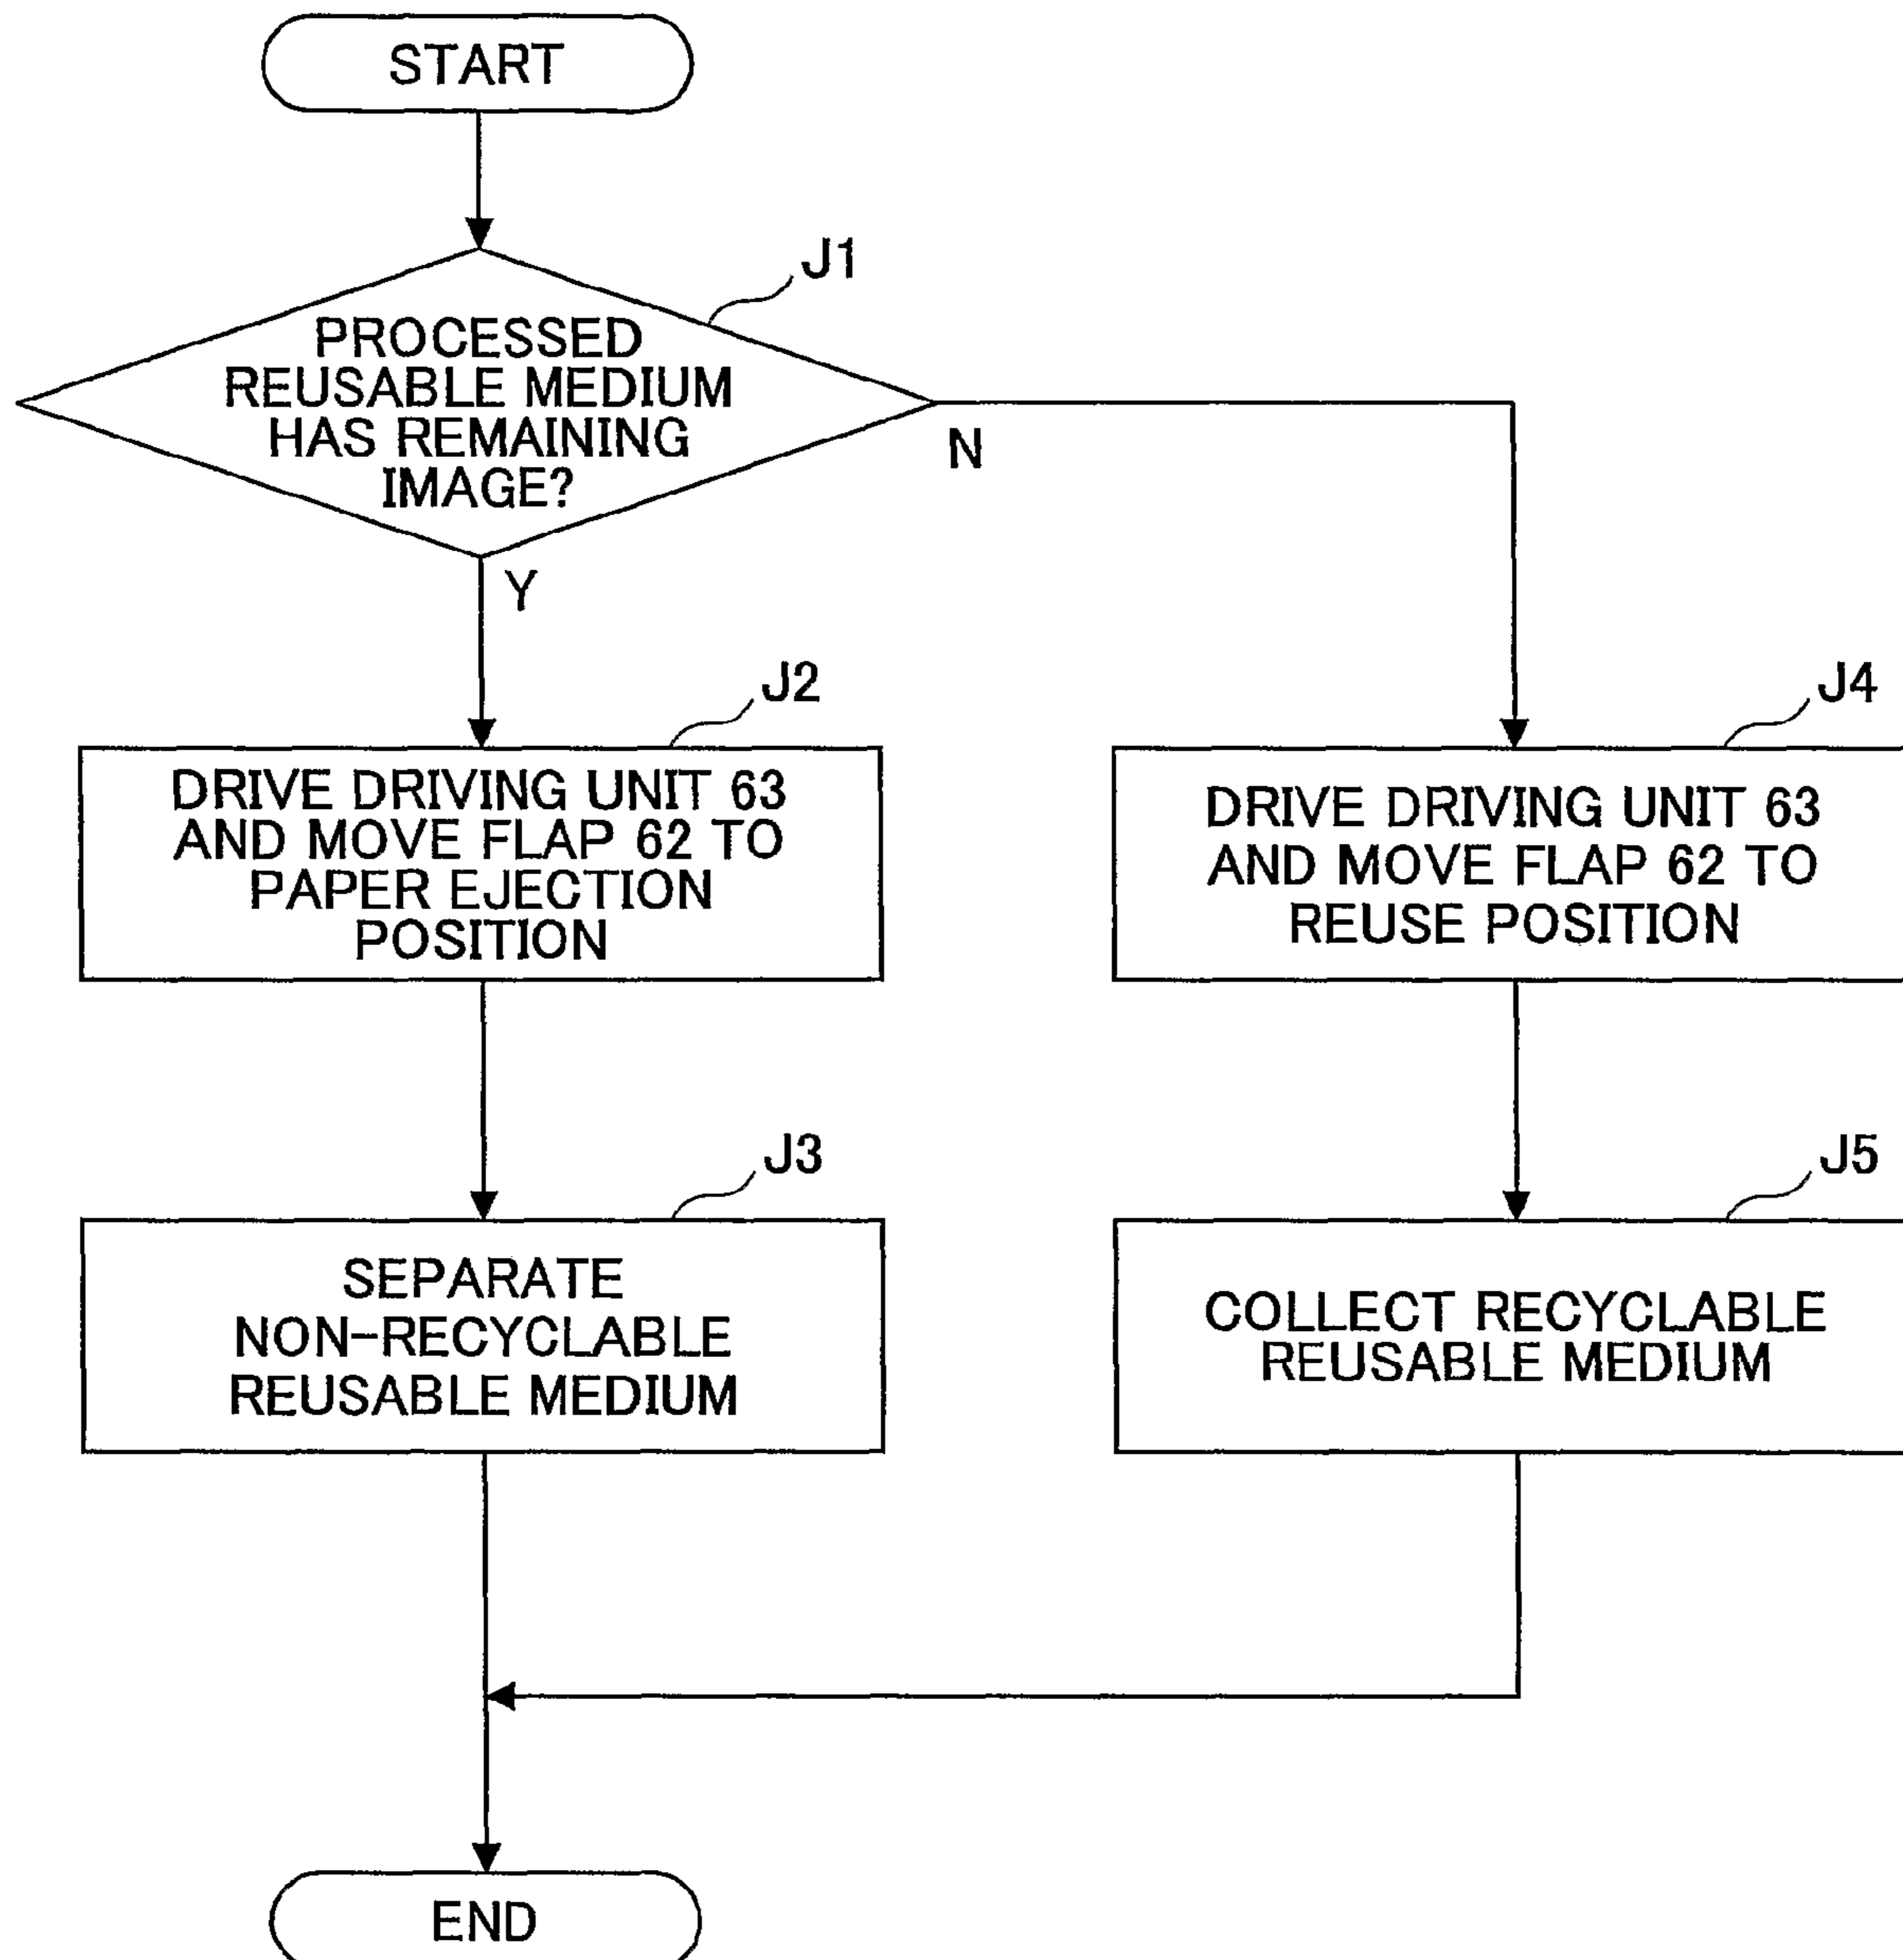 START
J1
PROCESSED
REUSABLE MEDIUM
HAS REMAINING
IMAGE?
N
Y
J2
DRIVE DRIVING UNIT 63
AND MOVE FLAP 62 TO
PAPER EJECTION
POSITION
J4
DRIVE DRIVING UNIT 63
AND MOVE FLAP 62 TO
REUSE POSITION
J3
SEPARATE
NON-RECYCLABLE
REUSABLE MEDIUM
J5
COLLECT RECYCLABLE
REUSABLE MEDIUM
END